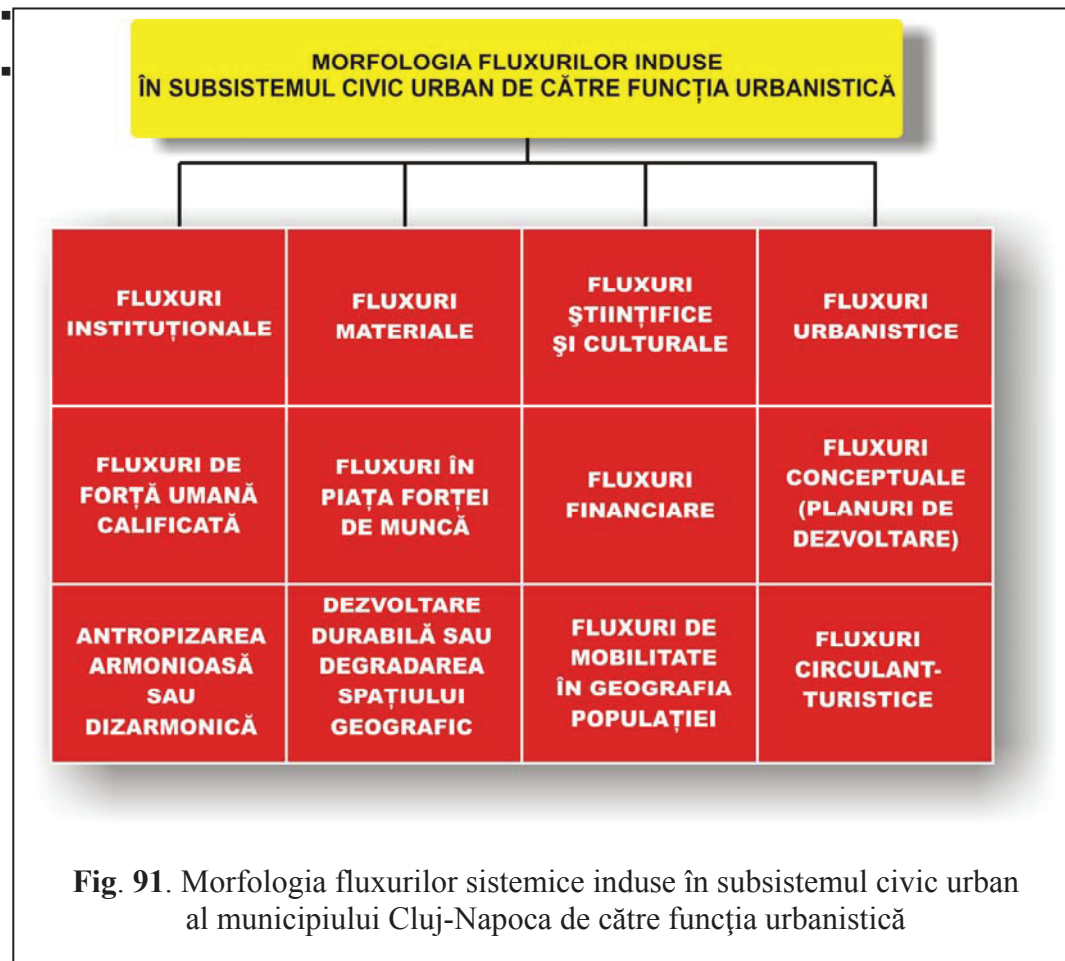 MORFOLOGIA FLUXURILOR INDUSE
ÎN SUBSISTEMUL CIVIC URBAN DE CĂTRE FUNCȚIA URBANISTICĂ
FLUXURI
INSTITUȚIONALE
FLUXURI
MATERIALE
FLUXURI
ŞTIINȚIFICE
ŞI CULTURALE
FLUXURI
URBANISTICE
FLUXURI DE
FORȚĂ UMANĂ
CALIFICATĂ
FLUXURI ÎN
PIAȚA FORȚEI
DE MUNCĂ
FLUXURI
FINANCIARE
FLUXURI
CONCEPTUALE
(PLANURI DE
DEZVOLTARE)
ANTROPIZAREA
ARMONIOASĂ
SAU
DIZARMONICĂ
DEZVOLTARE
DURABILĂ SAU
DEGRADAREA
SPAȚIULUI
GEOGRAFIC
FLUXURI DE
MOBILITATE
ÎN GEOGRAFIA
POPULAȚIEI
FLUXURI
CIRCULANT-
TURISTICE
Fig. 91. Morfologia fluxurilor sistemice induse în subsistemul civic urban
al municipiului Cluj-Napoca de către funcţia urbanistică